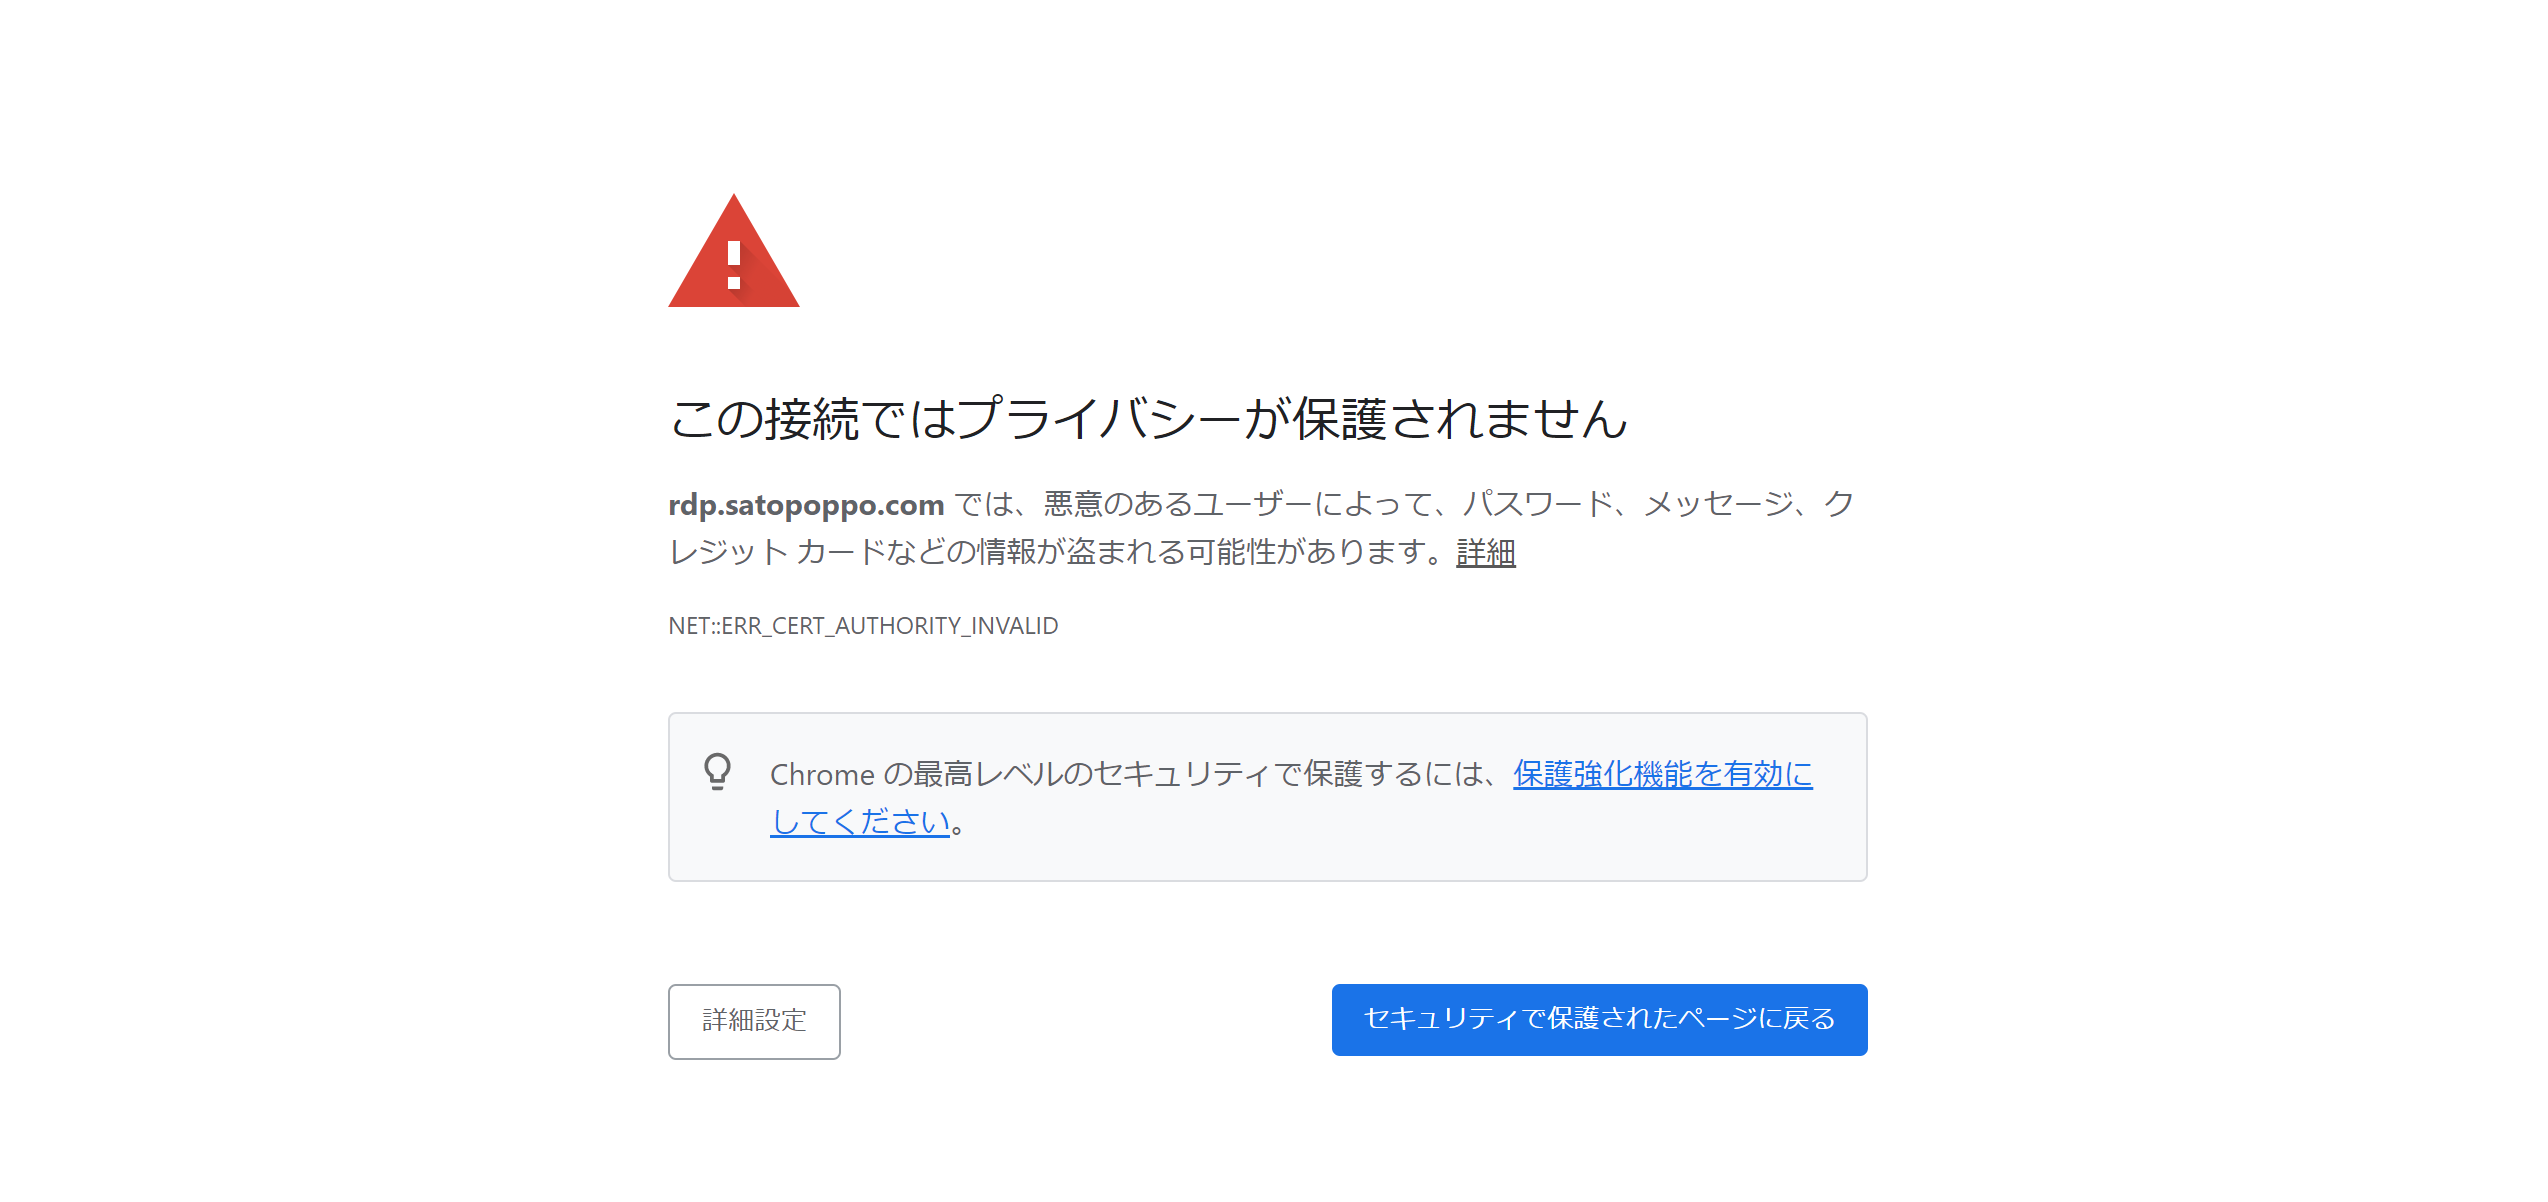 この接続ではプライバシーが保護されません
rdp.satopoppo.com では、悪意のあるユーザーによって、パスワード、メッセージ、ク
レジット カードなどの情報が盗まれる可能性があります。詳細
NET::ERR_CERT_AUTHORITY_INVALID
Chrome の最高レベルのセキュリティで保護するには、保護強化機能を有効に
してください。
詳細設定
セキュリティで保護されたページに戻る